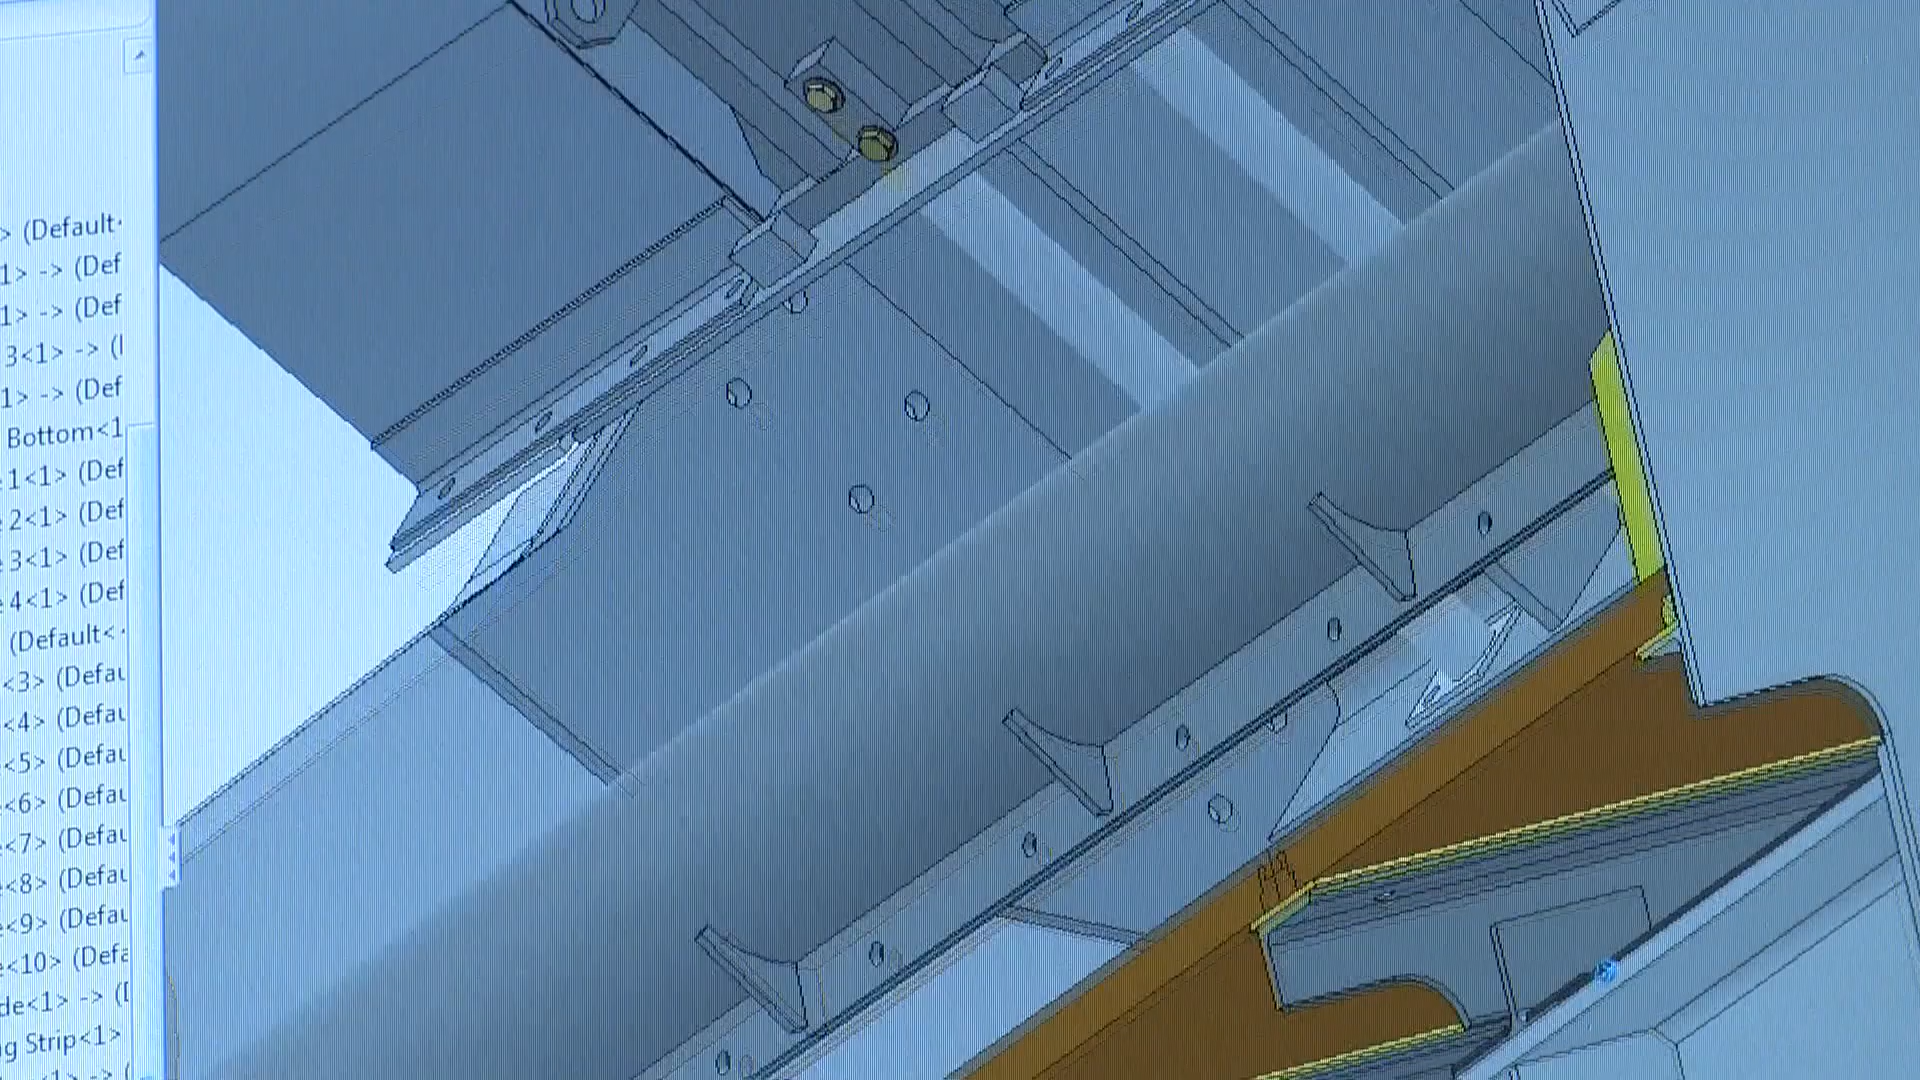 > (Default<
1> -> (Def
1> -> (Def
3<1> -> (
1> -> (Def
Bottom<1
1<1> (Def
2<1> (Def
3<1> (Def
4<1> (Def
(Default<
<3> (Defau
<4> (Defau
<5> (Defau
<6> (Defau
<7> (Defau
<8> (Defau
<9> (Defau
<10> (Defa
de<1> -> (D
g Strip<1>
<1> -> (